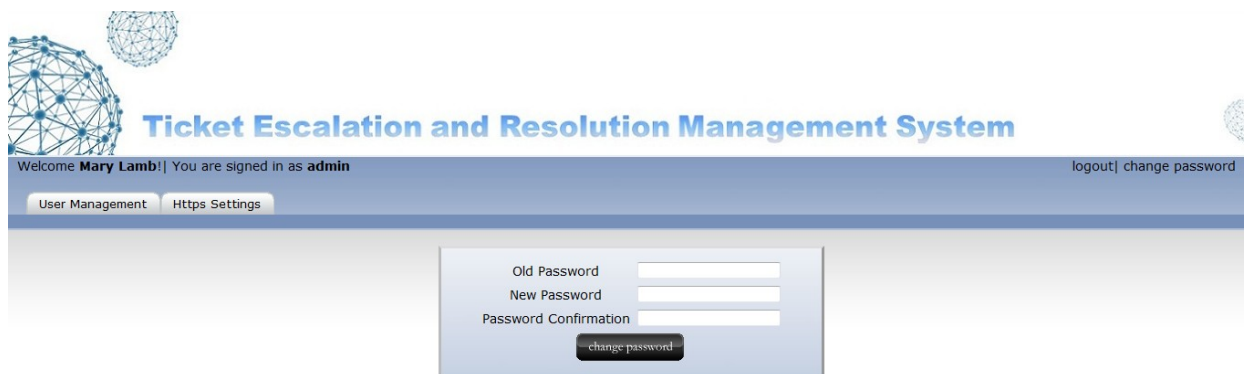 Ticket Escalation and Resolution Management System
Welcome Mary Lamb!| You are signed in as admin
logout| change password
User Management
Https Settings
Old Password
New Password
Password Confirmation
change password